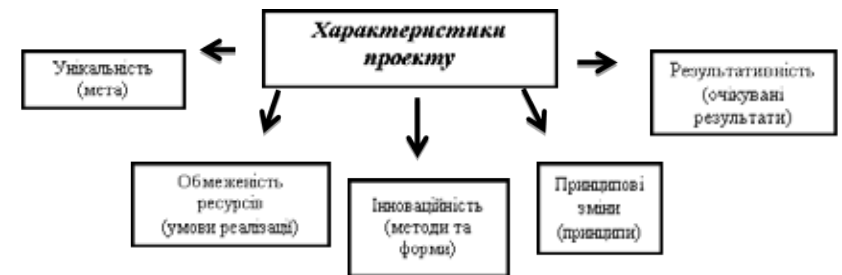 Характеристики
проекту
Унікальність
(мета)
Результативність
(очікувані
результати)
Обмеженість
ресурсів
(умови реалізації)
Інноваційність
(методи та
форми)
Принципові
зміни
(принципи)